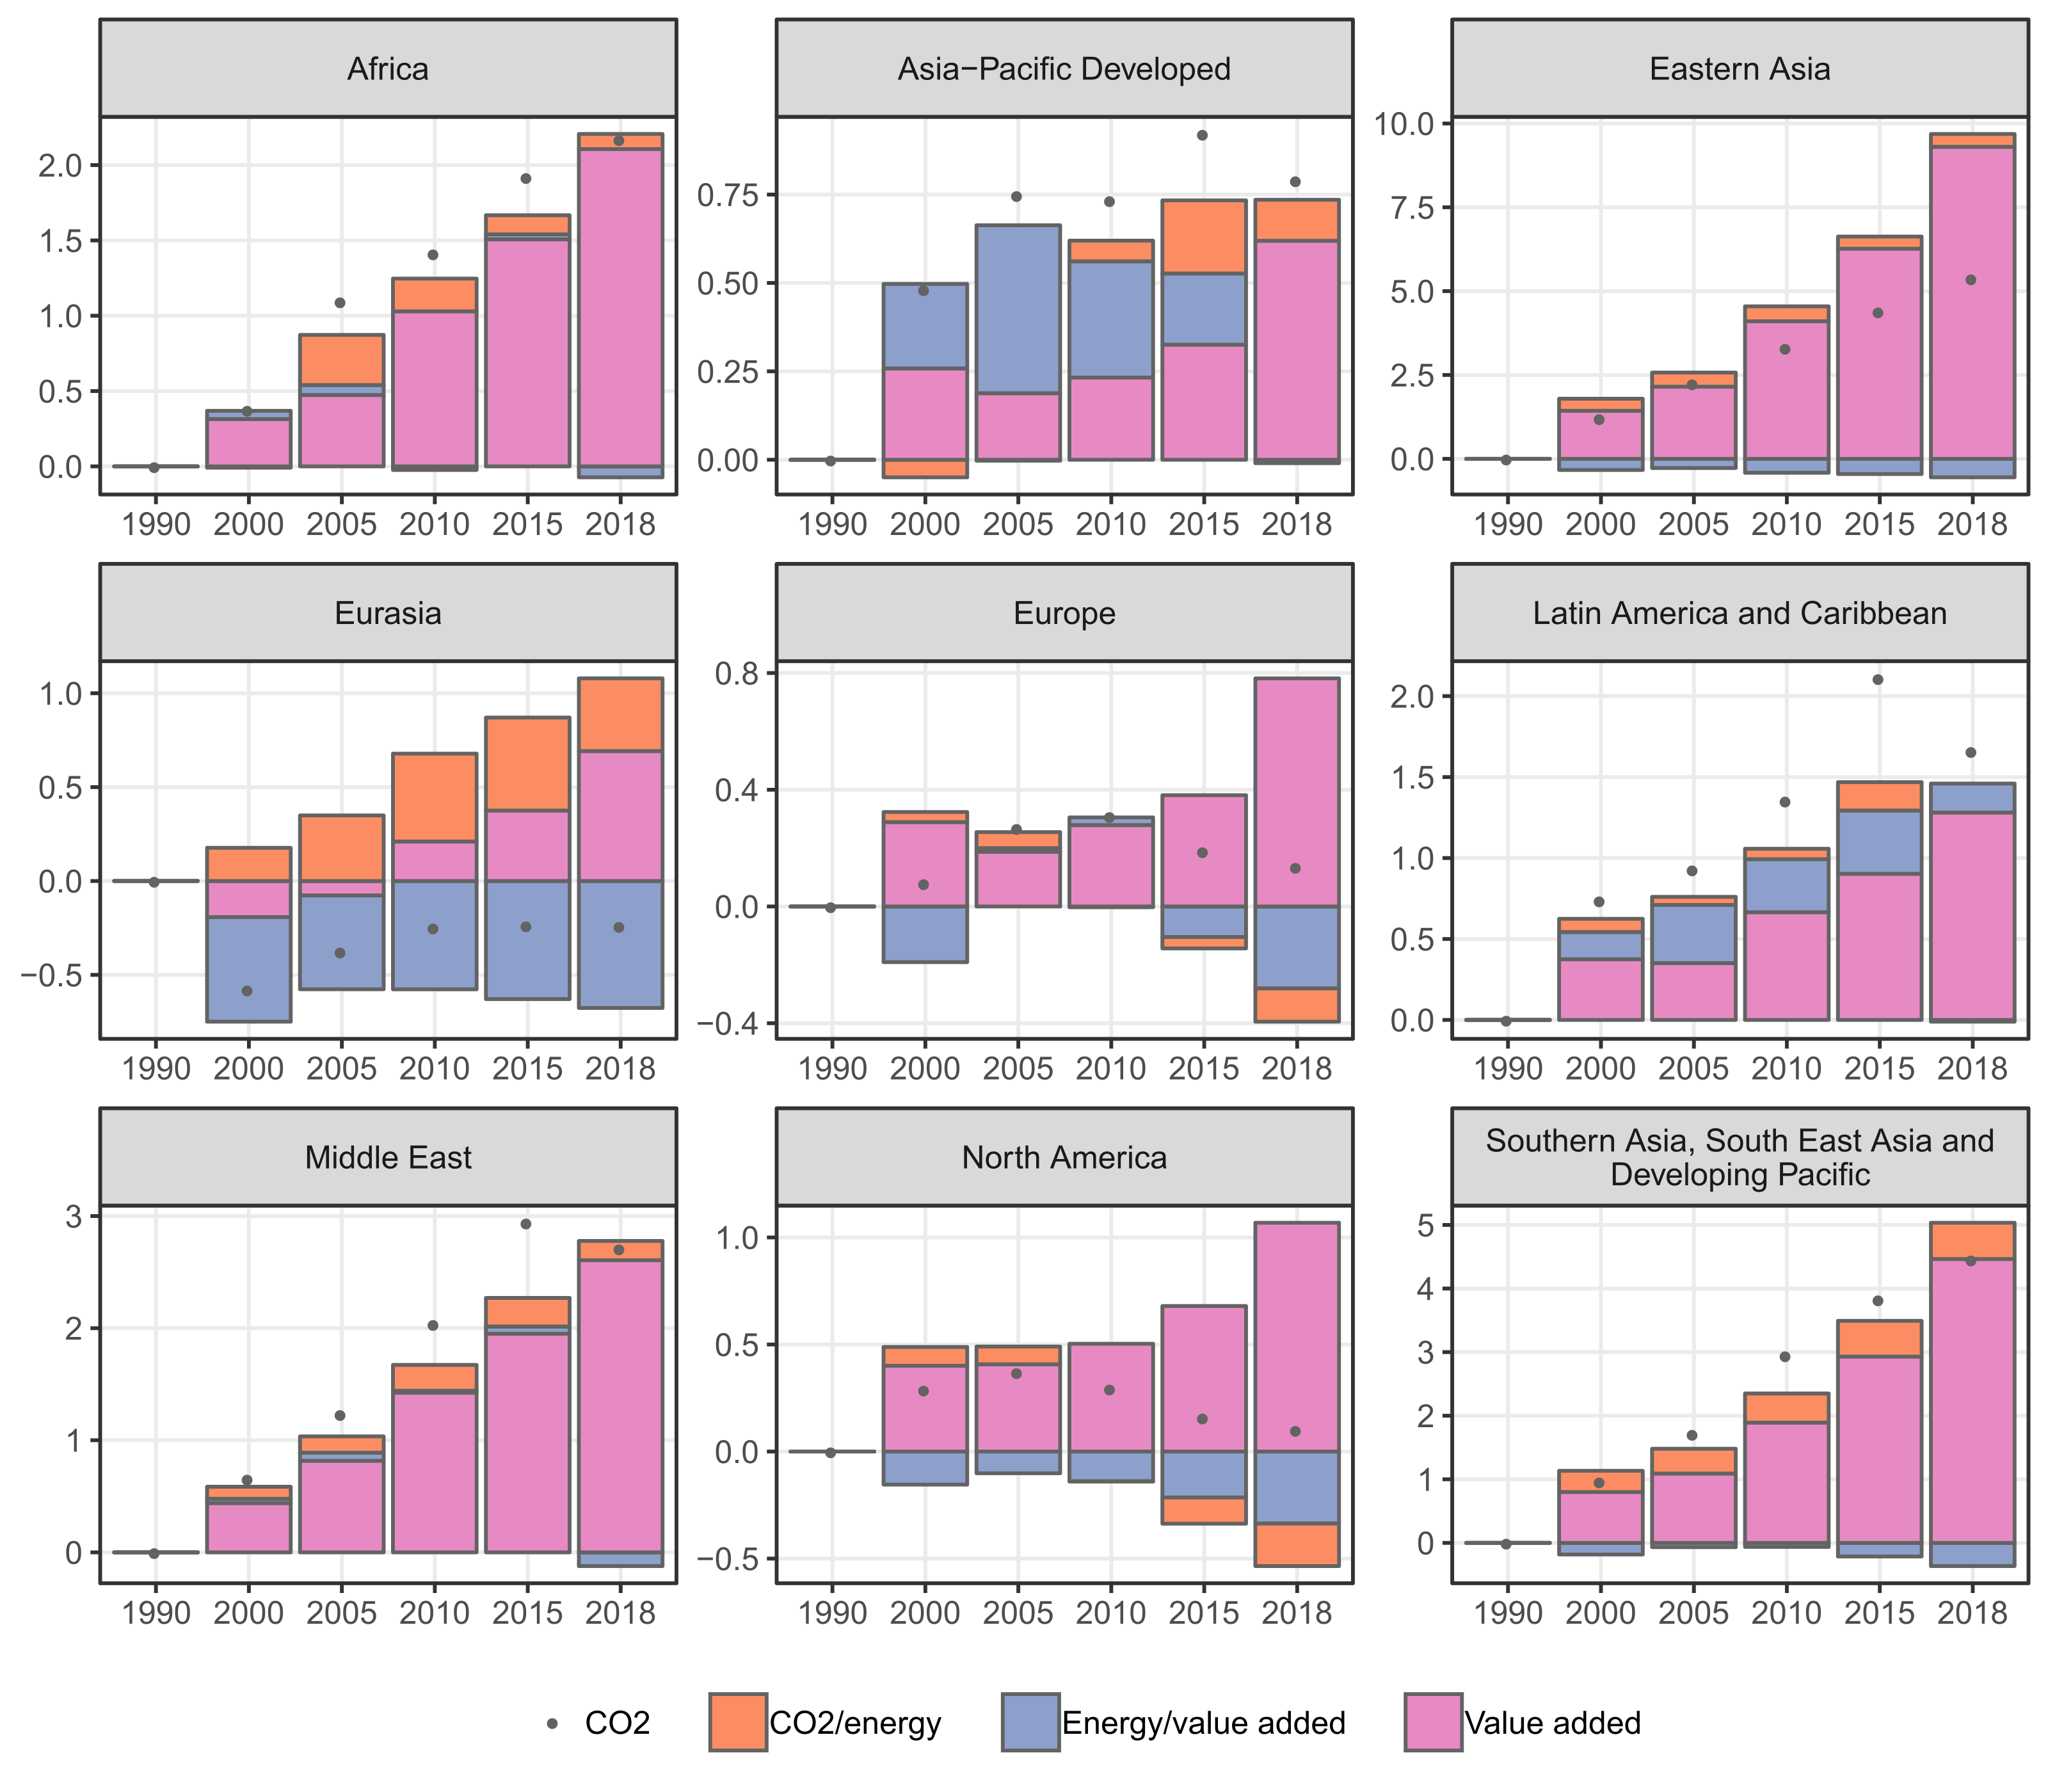 Africa
2.0
1.5
1.0
0.5
0.0
1990 2000 2005 2010 2015 2018
Asia−Pacific Developed
0.75
0.50
0.25
0.00
1990 2000 2005 2010 2015 2018
Eastern Asia
10.0
7.5
5.0
2.5
0.0
1990 2000 2005 2010 2015 2018
Eurasia
1.0
0.5
0.0
−0.5
1990 2000 2005 2010 2015 2018
Europe
0.8
0.4
0.0
−0.4
1990 2000 2005 2010 2015 2018
Latin America and Caribbean
2.0
1.5
1.0
0.5
0.0
1990 2000 2005 2010 2015 2018
Middle East
3
2
1
0
1990 2000 2005 2010 2015 2018
North America
1.0
0.5
0.0
−0.5
1990 2000 2005 2010 2015 2018
Southern Asia, South East Asia and
Developing Pacific
5
4
3
2
1
0
1990 2000 2005 2010 2015 2018
CO2 CO2/energy Energy/value added Value added